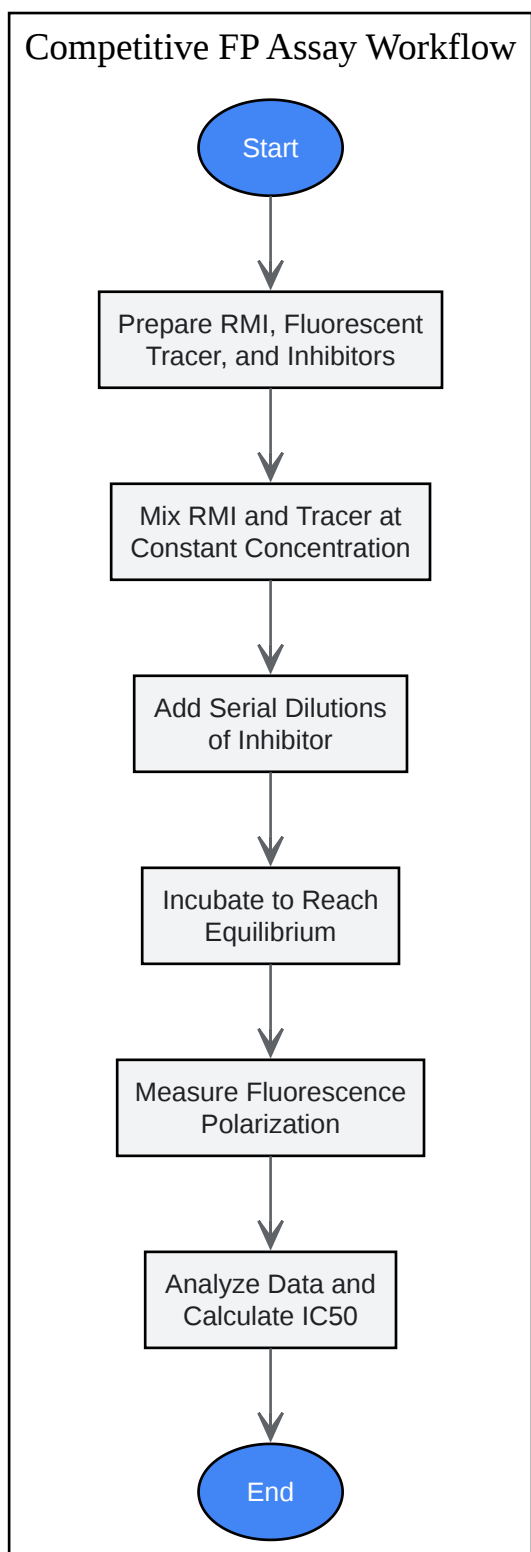 Competitive FP Assay Workflow
Start
Prepare RMI, Fluorescent
Tracer, and Inhibitors
Mix RMI and Tracer at
Constant Concentration
Add Serial Dilutions
of Inhibitor
Incubate to Reach
Equilibrium
Measure Fluorescence
Polarization
Analyze Data and
Calculate IC50
End